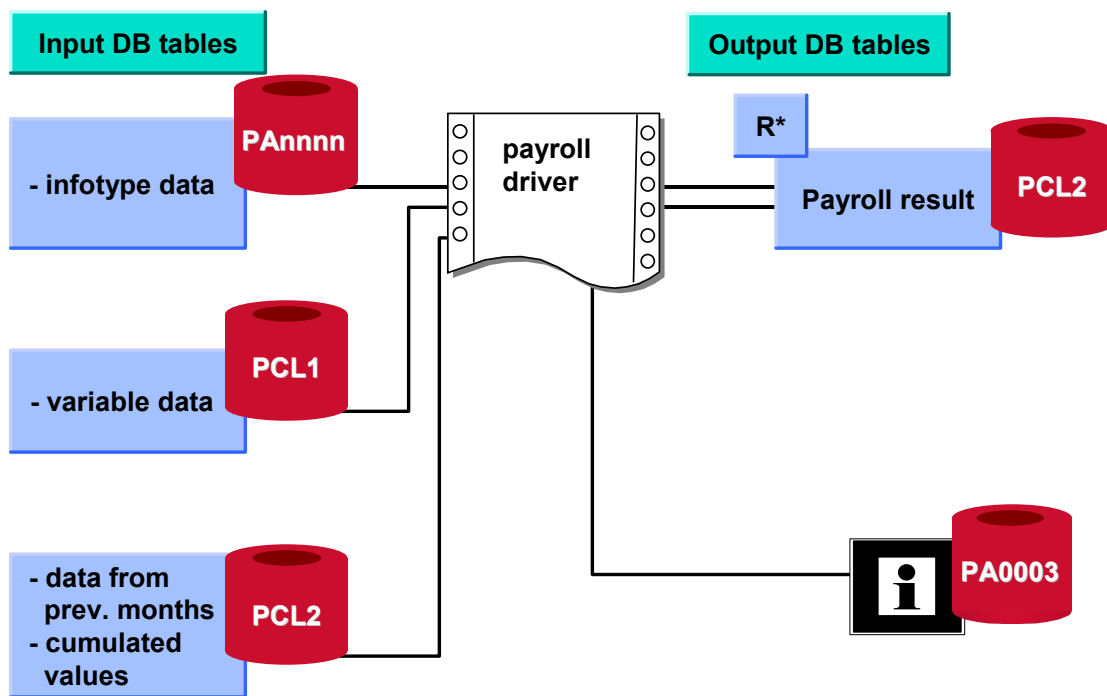 Input DB tables
Output DB tables
PAnnnn
- infotype data
payroll
driver
R*
Payroll result
PCL2
PCL1
- variable data
- data from
prev. months
- cumulated
values
PCL2
i
PA0003